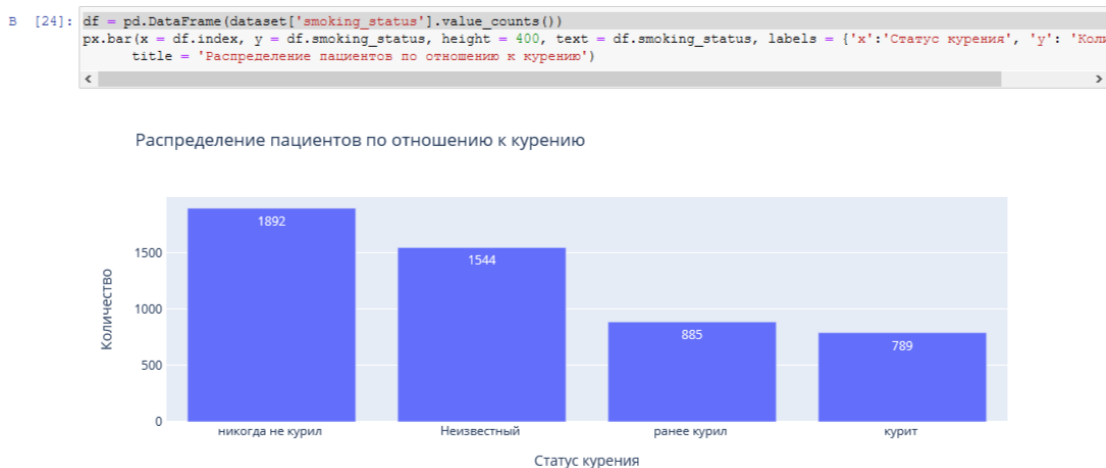 В [24]: df = pd.DataFrame(dataset['smoking_status'].value_counts())
px.bar(x = df.index, y = df.smoking_status, height = 400, text = df.smoking_status, labels = {'x':'Статус курения', 'y': 'Коли
title = 'Распределение пациентов по отношению к курению')
Распределение пациентов по отношению к курению
1892
1544
885
789
1500
1000
500
0
Количество
никогда не курил Неизвестный ранее курил курит
Статус курения